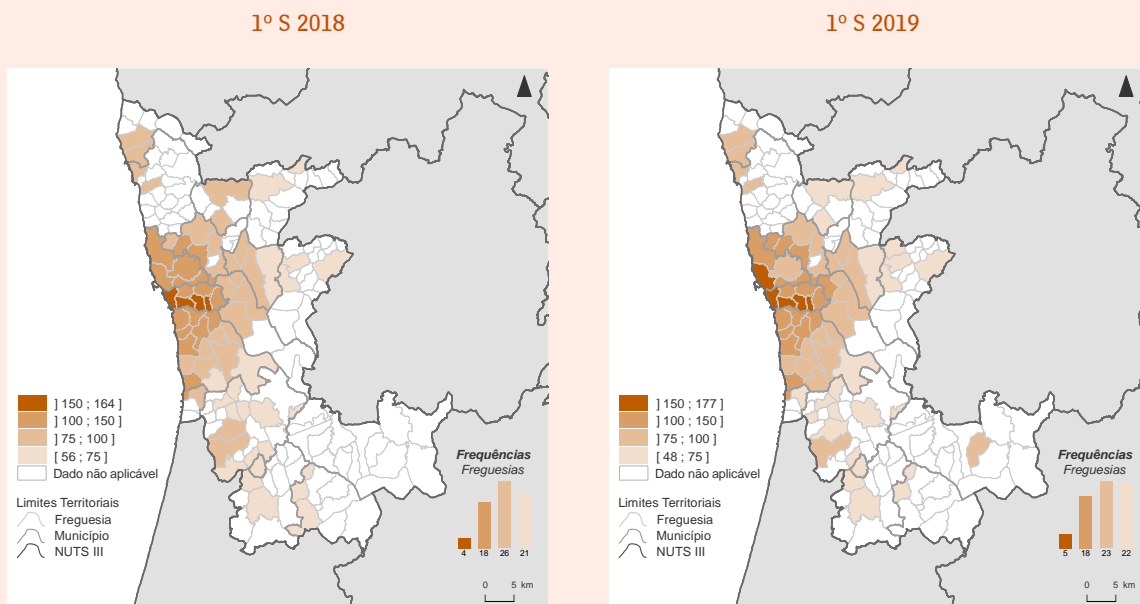 1º S 2018
] 150 ; 164 ]
] 100 ; 150 ]
] 75 ; 100 ]
[ 56 ; 75 ]
Dado não aplicável
Limites Territoriais
Freguesia
Município
NUTS III
Frequências
Freguesias
4 18 26 21
0 5 km
1º S 2019
] 150 ; 177 ]
] 100 ; 150 ]
] 75 ; 100 ]
[ 48 ; 75 ]
Dado não aplicável
Limites Territoriais
Freguesia
Município
NUTS III
Frequências
Freguesias
5 18 23 22
0 5 km